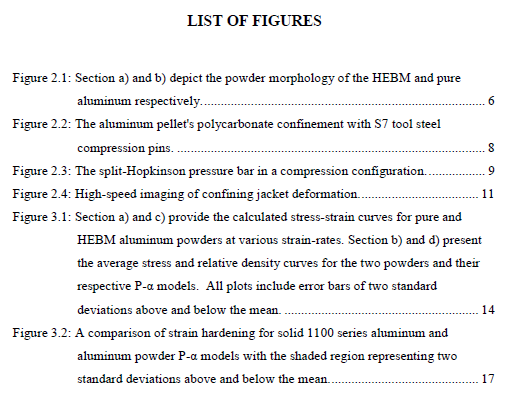 LIST OF FIGURES
Figure 2.1: Section a) and b) depict the powder morphology of the HEBM and pure
aluminum respectively. 6
Figure 2.2: The aluminum pellet's polycarbonate confinement with S7 tool steel
compression pins. 8
Figure 2.3: The split-Hopkinson pressure bar in a compression configuration. 9
Figure 2.4: High-speed imaging of confining jacket deformation. 11
Figure 3.1: Section a) and c) provide the calculated stress-strain curves for pure and
HEBM aluminum powders at various strain-rates. Section b) and d) present
the average stress and relative density curves for the two powders and their
respective P-α models. All plots include error bars of two standard
deviations above and below the mean. 14
Figure 3.2: A comparison of strain hardening for solid 1100 series aluminum and
aluminum powder P-α models with the shaded region representing two
standard deviations above and below the mean. 17